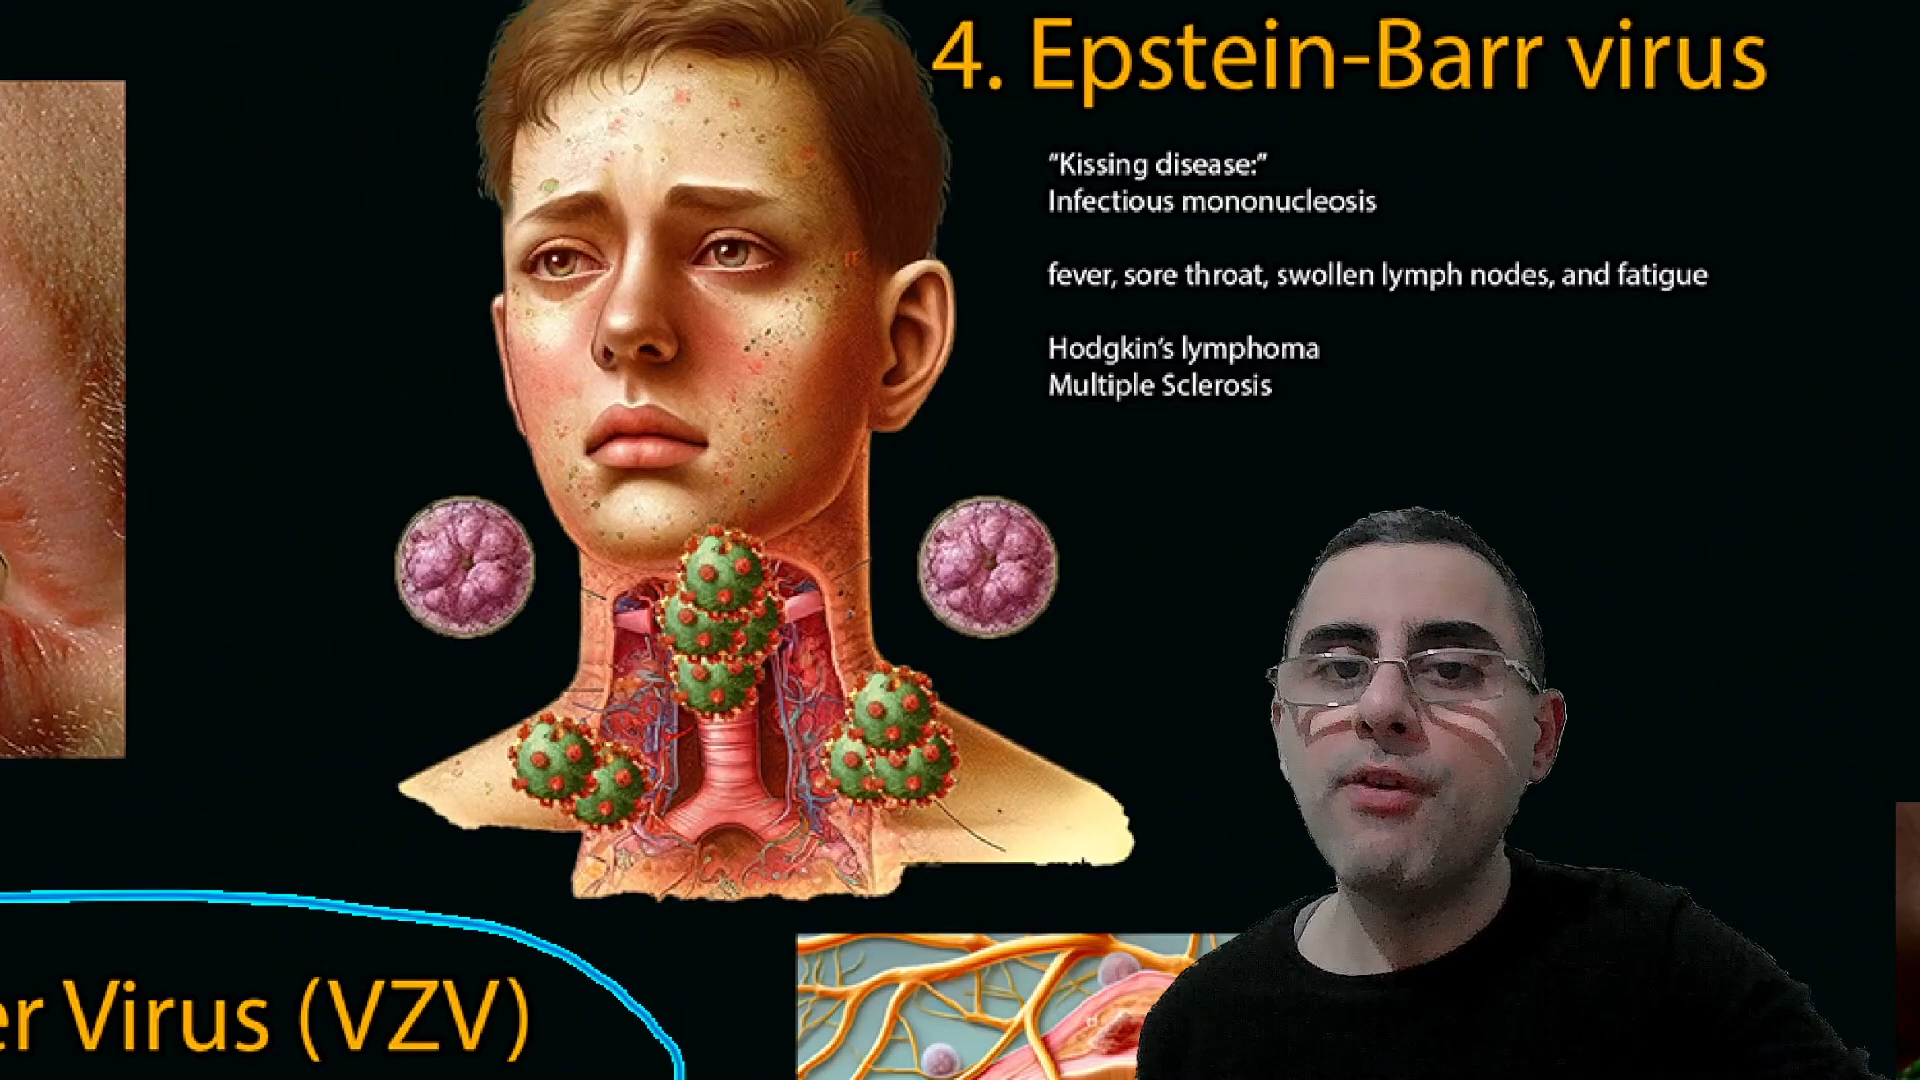 4. Epstein-Barr virus
“Kissing disease:”
Infectious mononucleosis
fever, sore throat, swollen lymph nodes, and fatigue
Hodgkin’s lymphoma
Multiple Sclerosis
Virus (VZV)